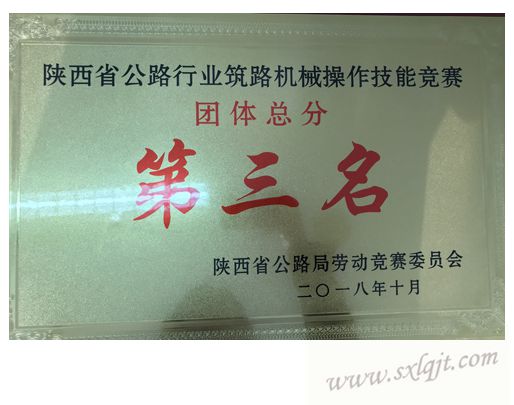 陕西省公路行业筑路机械操作技能竞赛
团体总分
第三名
陕西省公路局劳动竞赛委员会
二〇一八年十月
www.sxlqjt.com